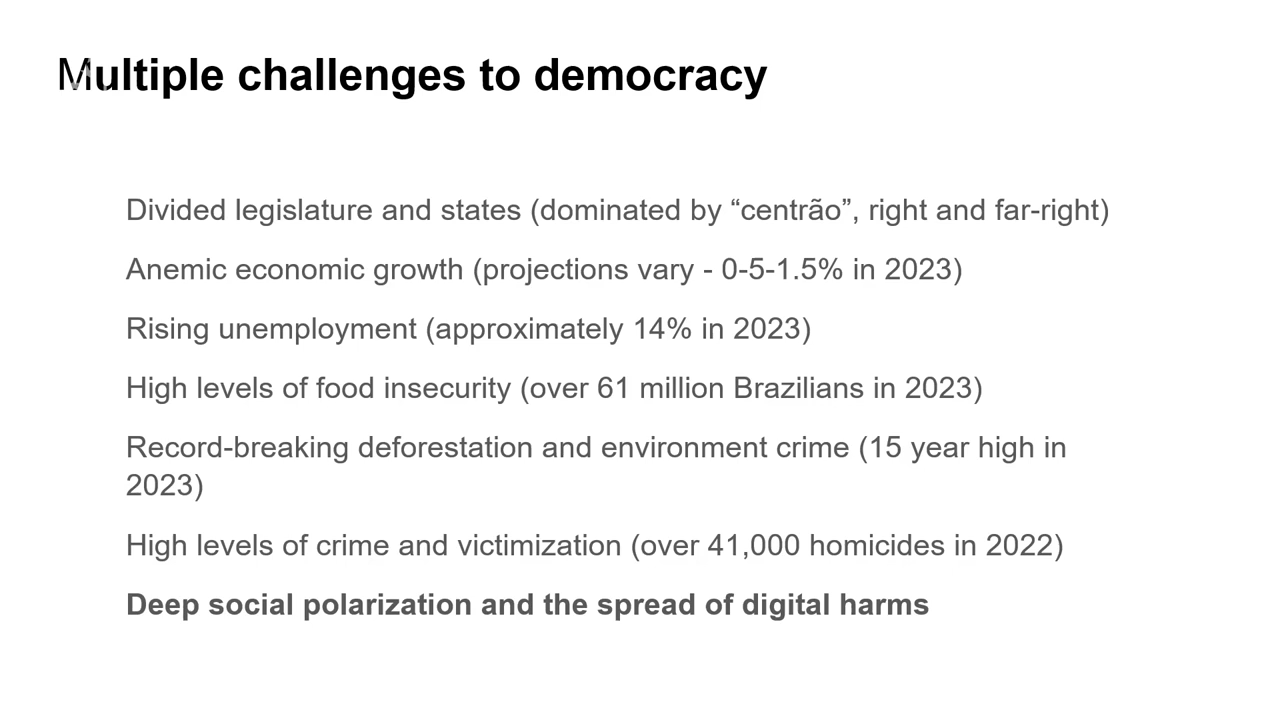 Multiple challenges to democracy
Divided legislature and states (dominated by “centrão”, right and far-right)
Anemic economic growth (projections vary - 0-5-1.5% in 2023)
Rising unemployment (approximately 14% in 2023)
High levels of food insecurity (over 61 million Brazilians in 2023)
Record-breaking deforestation and environment crime (15 year high in
2023)
High levels of crime and victimization (over 41,000 homicides in 2022)
Deep social polarization and the spread of digital harms